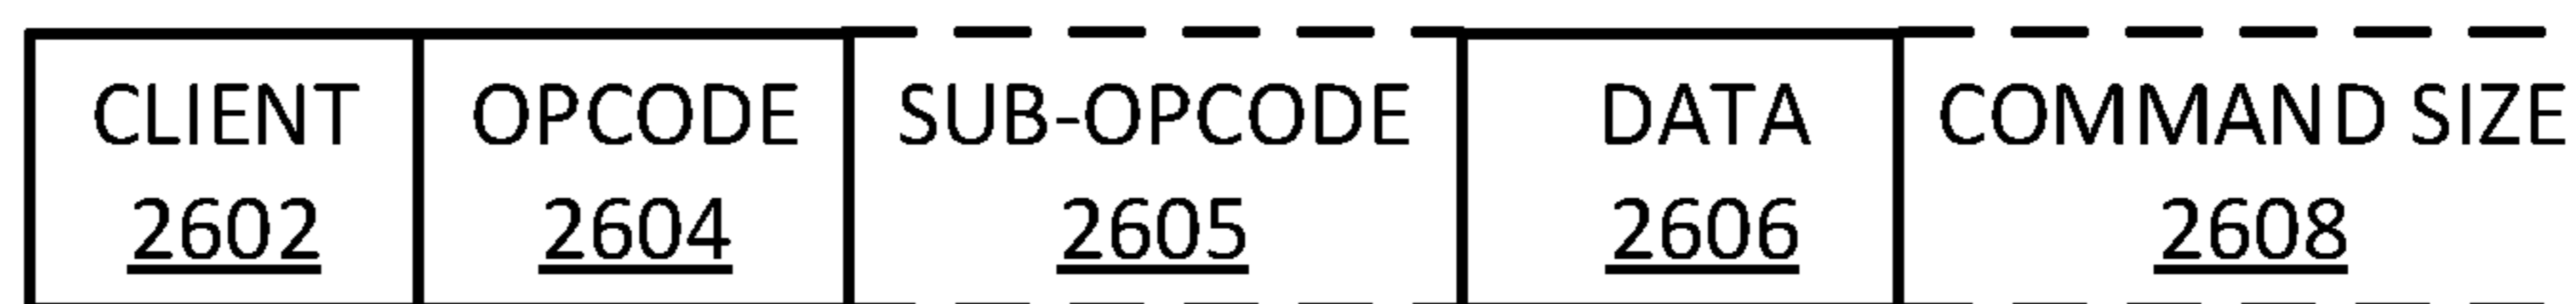 CLIENT OPCODE SUB-OPCODE DATA COMMAND SIZE
2602 2604 2605 2606 2608